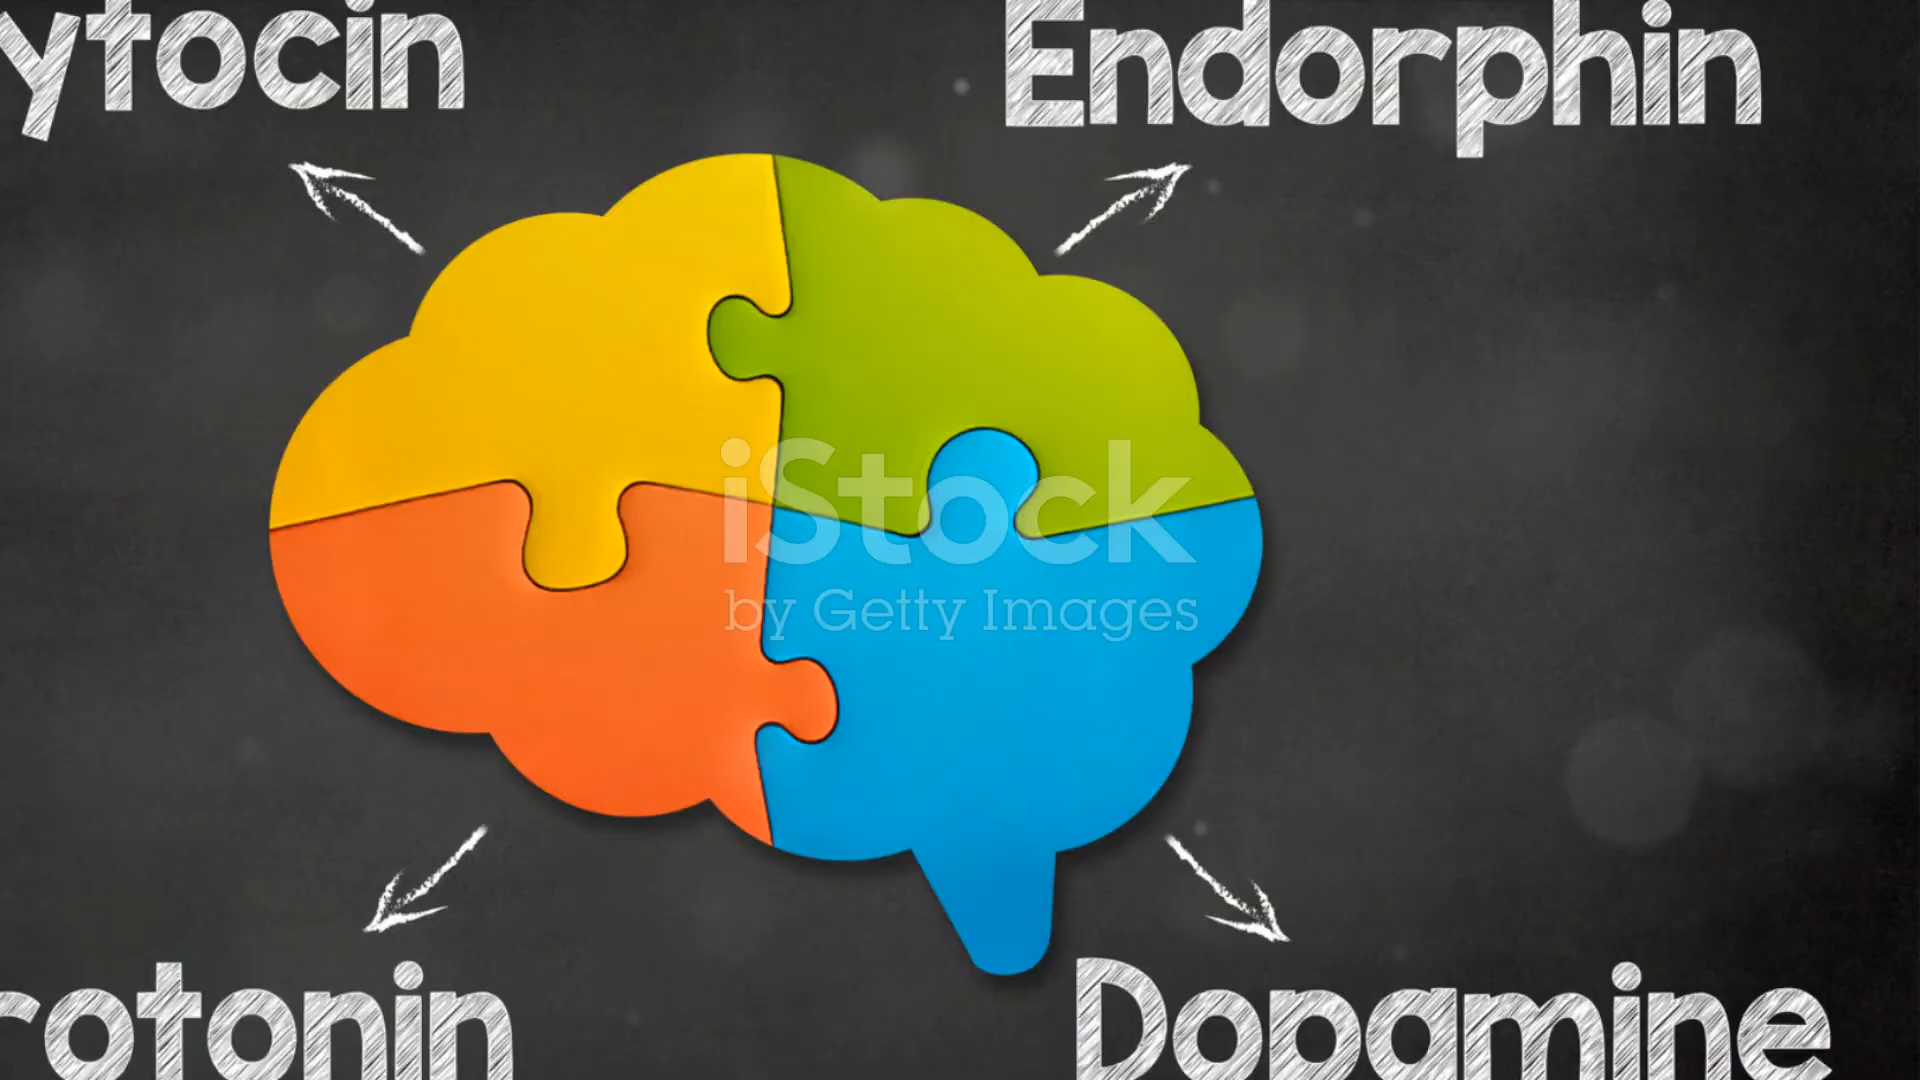 ytocin
Endorphin
iStock
by Getty Images
rotonin
Dopamine